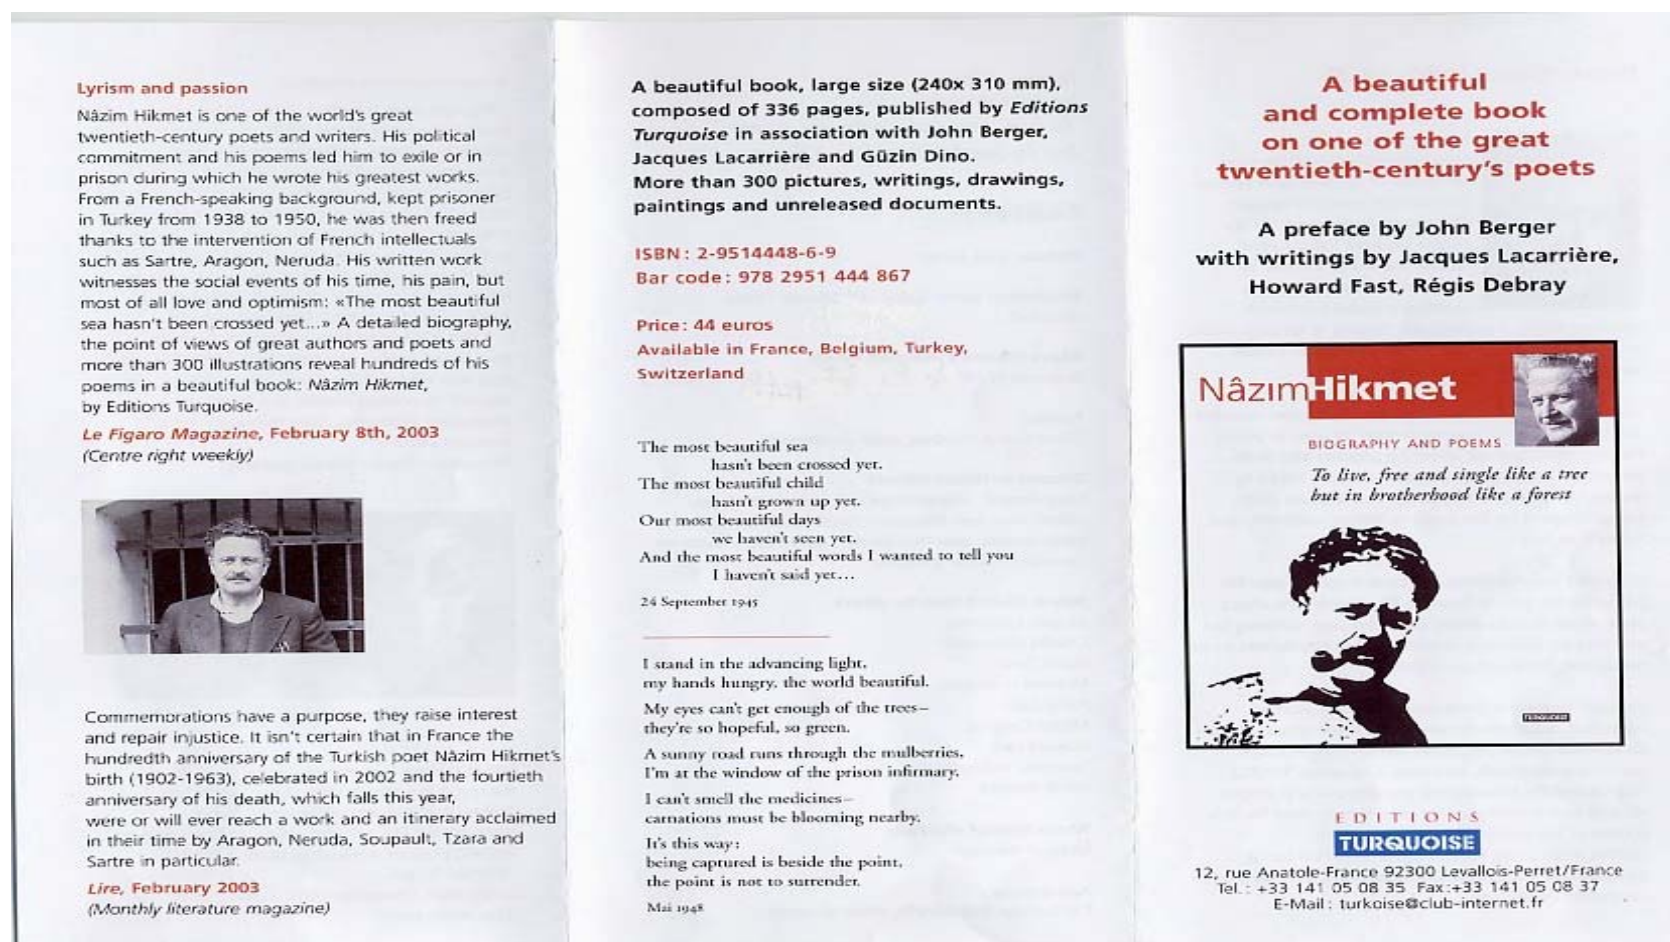 Lyrism and passion
Nâzim Hikmet is one of the world's great
twentieth-century poets and writers. His political
commitment and his poems led him to exile or in
prison during which he wrote his greatest works.
From a French-speaking background, kept prisoner
in Turkey from 1938 to 1950, he was then freed
thanks to the intervention of French intellectuals
such as Sartre, Aragon, Neruda. His written work
witnesses the social events of his time, his pain, but
most of all love and optimism: «The most beautiful
sea hasn't been crossed yet...» A detailed biography,
the point of views of great authors and poets and
more than 300 illustrations reveal hundreds of his
poems in a beautiful book: Nâzim Hikmet,
by Editions Turquoise.
Le Figaro Magazine, February 8th, 2003
(Centre right weekly)
Commemorations have a purpose, they raise interest
and repair injustice. It isn't certain that in France the
hundredth anniversary of the Turkish poet Nâzim Hikmet's
birth (1902-1963), celebrated in 2002 and the fourtieth
anniversary of his death, which falls this year,
were or will ever reach a work and an itinerary acclaimed
in their time by Aragon, Neruda, Soupault, Tzara and
Sartre in particular.
Lire, February 2003
(Monthly literature magazine)
A beautiful book, large size (240x 310 mm),
composed of 336 pages, published by Editions
Turquoise in association with John Berger,
Jacques Lacarrière and Gūzin Dino.
More than 300 pictures, writings, drawings,
paintings and unreleased documents.
ISBN : 2-9514448-6-9
Bar code : 978 2951 444 867
Price : 44 euros
Available in France, Belgium, Turkey,
Switzerland
The most beautiful sea
hasn't been crossed yet.
The most beautiful child
hasn't grown up yet.
Our most beautiful days
we haven't seen yet.
And the most beautiful words I wanted to tell you
I haven't said yet...
24 September 1945
I stand in the advancing light,
my hands hungry, the world beautiful.
My eyes can't get enough of the trees–
they're so hopeful, so green.
A sunny road runs through the mulberries,
I'm at the window of the prison infirmary.
I can't smell the medicines–
carnations must be blooming nearby.
It's this way :
being captured is beside the point,
the point is not to surrender.
Mai 1948
A beautiful
and complete book
on one of the great
twentieth-century's poets
A preface by John Berger
with writings by Jacques Lacarrière,
Howard Fast, Régis Debray
NâzımHikmet
BIOGRAPHY AND POEMS
To live, free and single like a tree
but in brotherhood like a forest
TURQUOISE
EDITIONS
TURQUOISE
12, rue Anatole-France 92300 Levallois-Perret/France
Tel. : +33 141 05 08 35 Fax :+33 141 05 08 37
E-Mail : turkoise@club-internet.fr